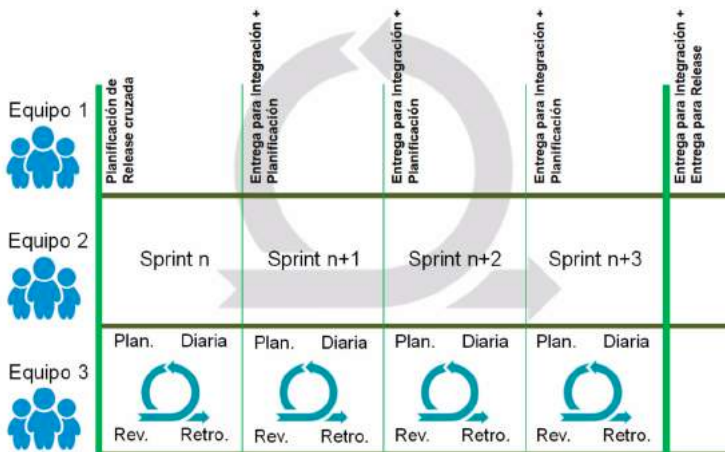 Equipo 1
Planificación de
Release cruzada
Entrega para Integración +
Planificación
Entrega para Integración +
Planificación
Entrega para Integración +
Planificación
Entrega para Integración +
Entrega para Release
Equipo 2
Sprint n
Sprint n+1
Sprint n+2
Sprint n+3
Equipo 3
Plan. Diaria
Rev. Retro.
Plan. Diaria
Rev. Retro.
Plan. Diaria
Rev. Retro.
Plan. Diaria
Rev. Retro.